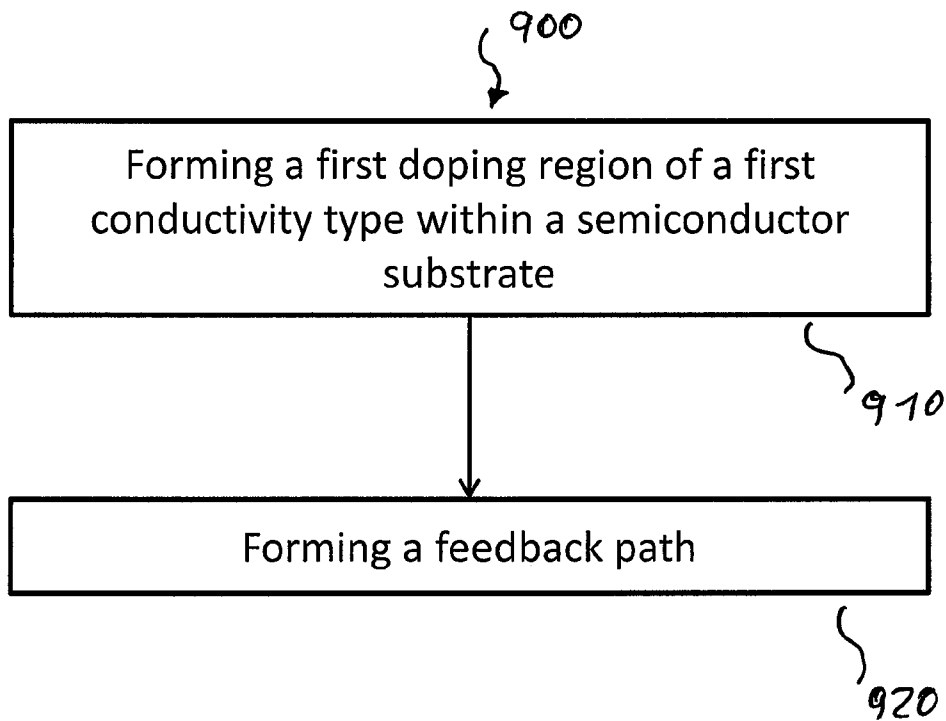 900
Forming a first doping region of a first
conductivity type within a semiconductor
substrate
910
Forming a feedback path
920